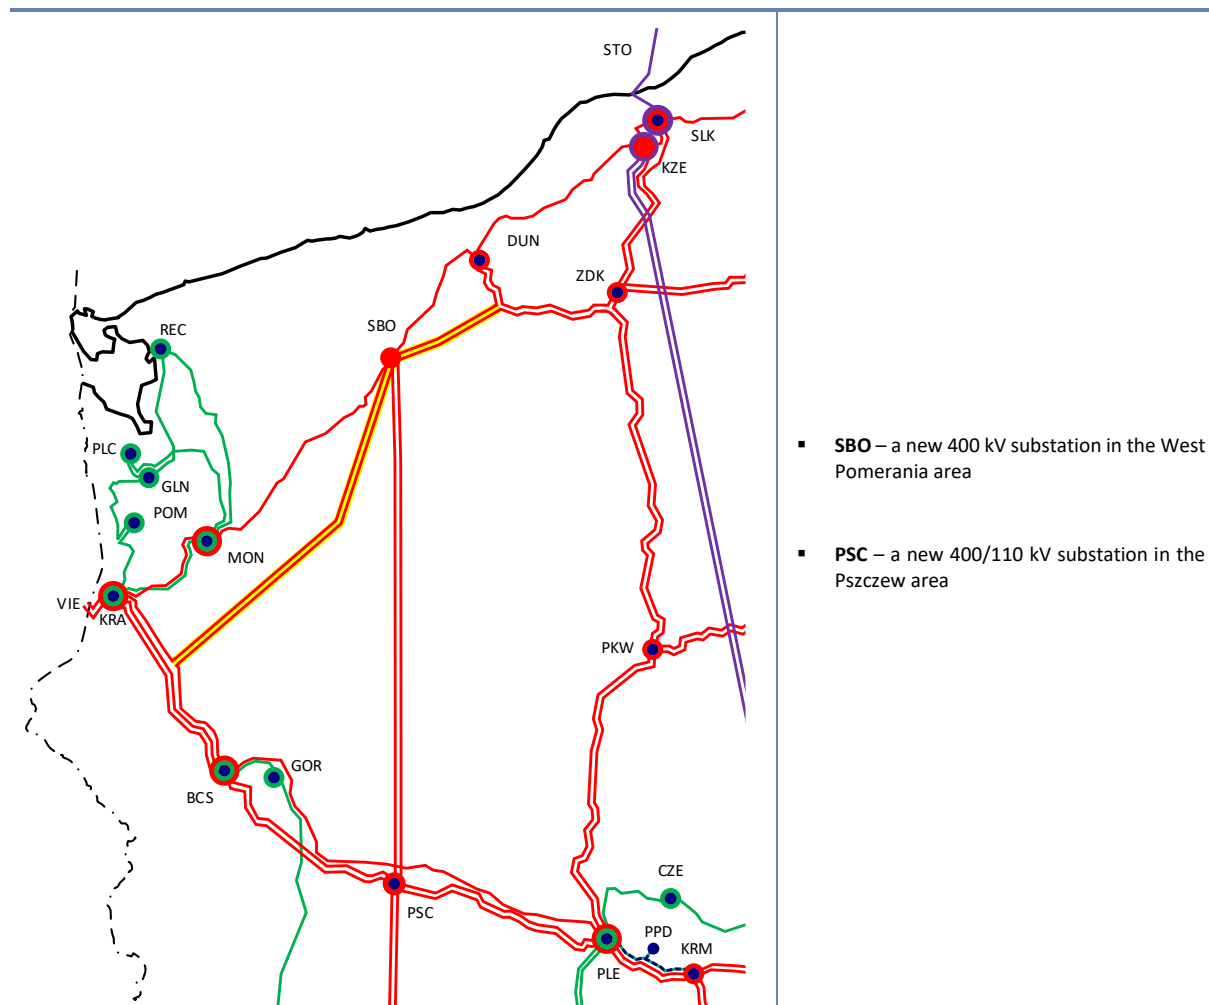 STO
SLK
KZE
DUN
ZDK
SBO
REC
PLC
GLN
POM
MON
VIE
KRA
PKW
GOR
BCS
CZE
PSC
PPD
KRM
PLE
▪ SBO – a new 400 kV substation in the West
Pomerania area
▪ PSC – a new 400/110 kV substation in the
Pszczew area